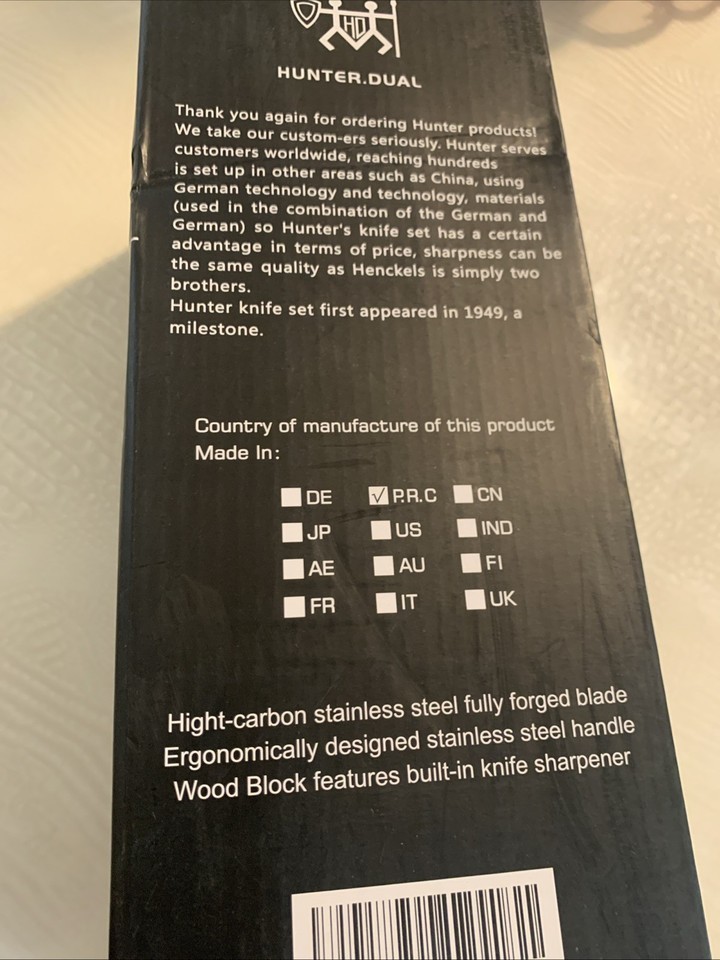 HD
HUNTER.DUAL
Thank you again for ordering Hunter products!
We take our custom-ers seriously. Hunter serves
customers worldwide, reaching hundreds
is set up in other areas such as China, using
German technology and technology, materials
(used in the combination of the German and
German) so Hunter's knife set has a certain
advantage in terms of price, sharpness can be
the same quality as Henckels is simply two
brothers.
Hunter knife set first appeared in 1949, a
milestone.
Country of manufacture of this product
Made In:
DE √ P.R.C CN
JP US IND
AE AU FI
FR IT UK
Hight-carbon stainless steel fully forged blade
Ergonomically designed stainless steel handle
Wood Block features built-in knife sharpener